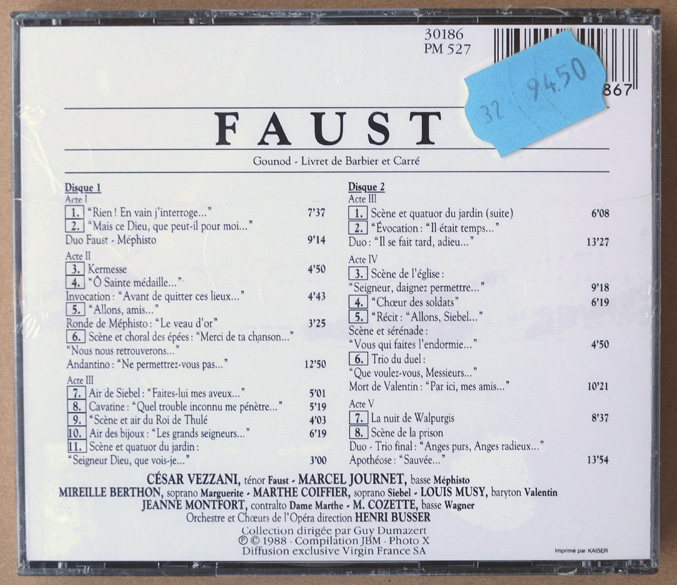 30186
PM 527
867
32 94.50
FAUST
Gounod - Livret de Barbier et Carré
Disque 1
Acte I
1. "Rien ! En vain j'interroge..." 7'37
2. "Mais ce Dieu, que peut-il pour moi..."
Duo Faust - Méphisto 9'14
Acte II
3. Kermesse 4'50
4. "Ô Sainte médaille..."
Invocation : "Avant de quitter ces lieux..." 4'43
5. "Allons, amis..."
Ronde de Méphisto : "Le veau d'or" 3'25
6. Scène et choral des épées : "Merci de ta chanson..."
"Nous nous retrouverons..."
Andantino : "Ne permettrez-vous pas..." 12'50
Acte III
7. Air de Siebel : "Faites-lui mes aveux..." 5'01
8. Cavatine : "Quel trouble inconnu me pénètre..." 5'19
9. "Scène et air du Roi de Thulé 4'03
10. Air des bijoux : "Les grands seigneurs..." 6'19
11. Scène et quatuor du jardin :
"Seigneur Dieu, que vois-je..." 3'00
Disque 2
Acte III
1. Scène et quatuor du jardin (suite) 6'08
2. "Évocation : "Il était temps..."
Duo : "Il se fait tard, adieu..." 13'27
Acte IV
3. Scène de l'église :
"Seigneur, daignez permettre..." 9'18
4. "Chœur des soldats" 6'19
5. "Récit : "Allons, Siebel..."
Scène et sérénade :
"Vous qui faites l'endormie..." 4'50
6. Trio du duel :
"Que voulez-vous, Messieurs..."
Mort de Valentin : "Par ici, mes amis..." 10'21
Acte V
7. La nuit de Walpurgis 8'37
8. Scène de la prison
Duo - Trio final : "Anges purs, Anges radieux..."
Apothéose : "Sauvée..." 13'54
CÉSAR VEZZANI, ténor Faust - MARCEL JOURNET, basse Méphisto
MIREILLE BERTHON, soprano Marguerite - MARTHE COIFFIER, soprano Siebel - LOUIS MUSY, baryton Valentin
JEANNE MONTFORT, contralto Dame Marthe - M. COZETTE, basse Wagner
Orchestre et Chœurs de l'Opéra direction HENRI BUSSER
Collection dirigée par Guy Dumazert
℗ © 1988 - Compilation JBM - Photo X
Diffusion exclusive Virgin France SA
Imprimé par KAISER